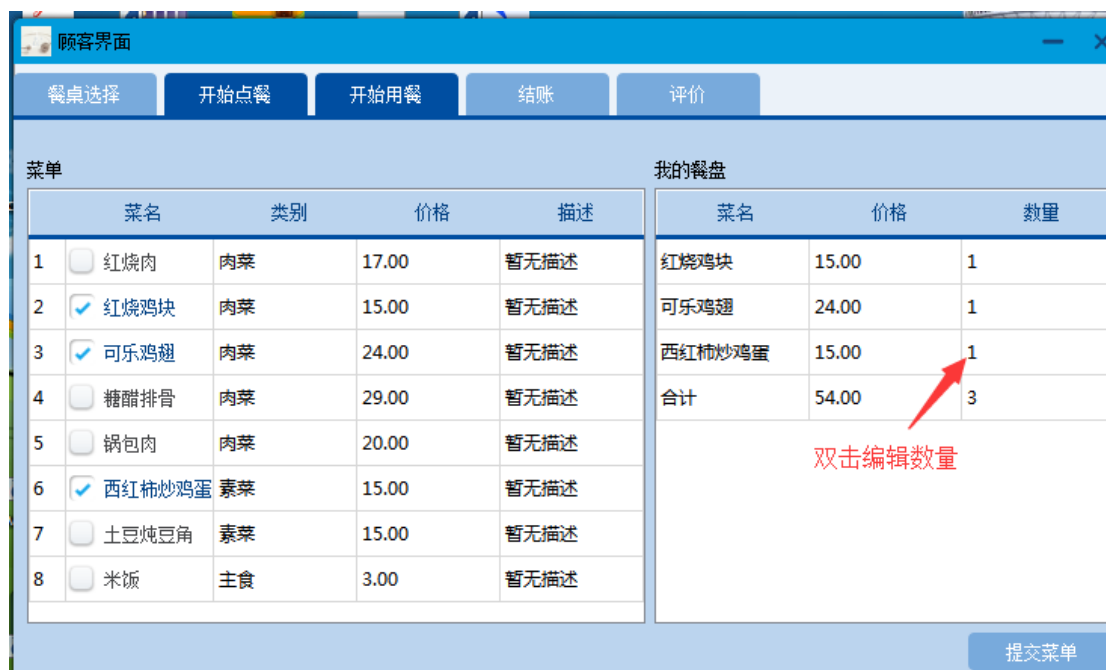 顾客界面
餐桌选择 开始点餐 开始用餐 结账 评价
菜单
菜名 类别 价格 描述
1 红烧肉 肉菜 17.00 暂无描述
2 红烧鸡块 肉菜 15.00 暂无描述
3 可乐鸡翅 肉菜 24.00 暂无描述
4 糖醋排骨 肉菜 29.00 暂无描述
5 锅包肉 肉菜 20.00 暂无描述
6 西红柿炒鸡蛋 素菜 15.00 暂无描述
7 土豆炖豆角 素菜 15.00 暂无描述
8 米饭 主食 3.00 暂无描述
我的餐盘
菜名 价格 数量
红烧鸡块 15.00 1
可乐鸡翅 24.00 1
西红柿炒鸡蛋 15.00 1
合计 54.00 3
双击编辑数量
提交菜单